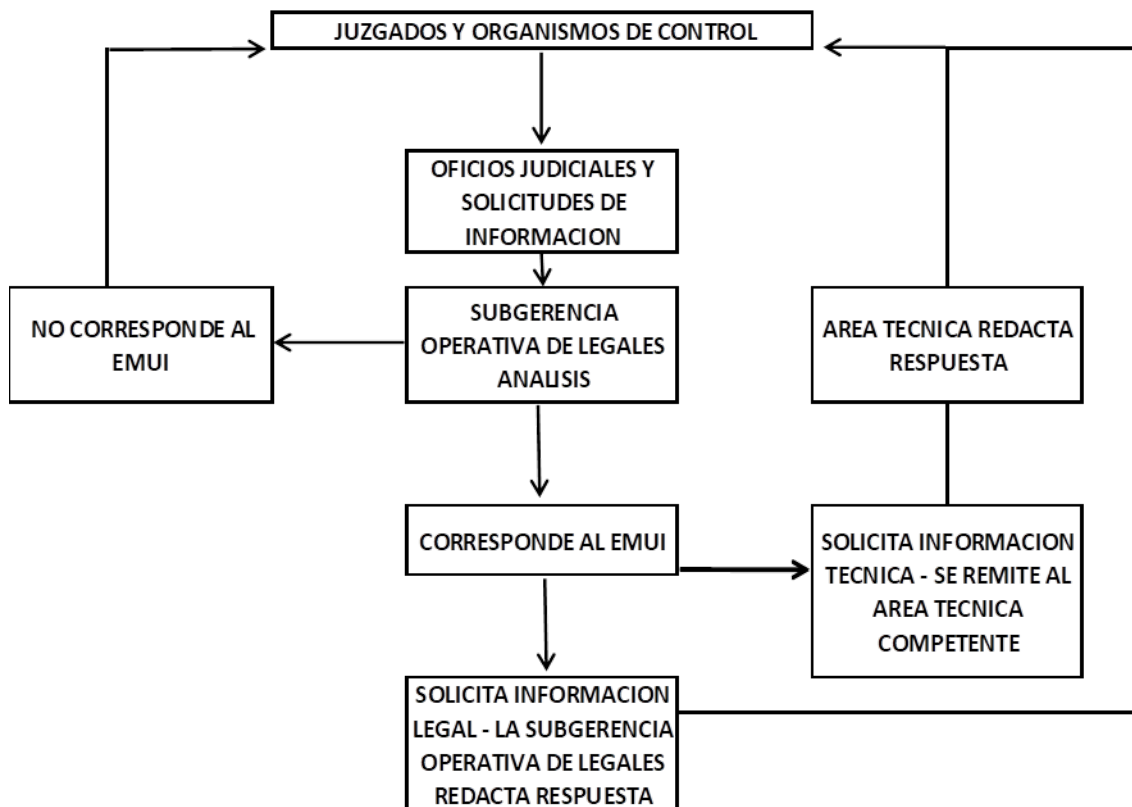 JUZGADOS Y ORGANISMOS DE CONTROL
OFICIOS JUDICIALES Y
SOLICITUDES DE
INFORMACION
NO CORRESPONDE AL
EMUI
SUBGERENCIA
OPERATIVA DE LEGALES
ANALISIS
AREA TECNICA REDACTA
RESPUESTA
CORRESPONDE AL EMUI
SOLICITA INFORMACION
TECNICA - SE REMITE AL
AREA TECNICA
COMPETENTE
SOLICITA INFORMACION
LEGAL - LA SUBGERENCIA
OPERATIVA DE LEGALES
REDACTA RESPUESTA